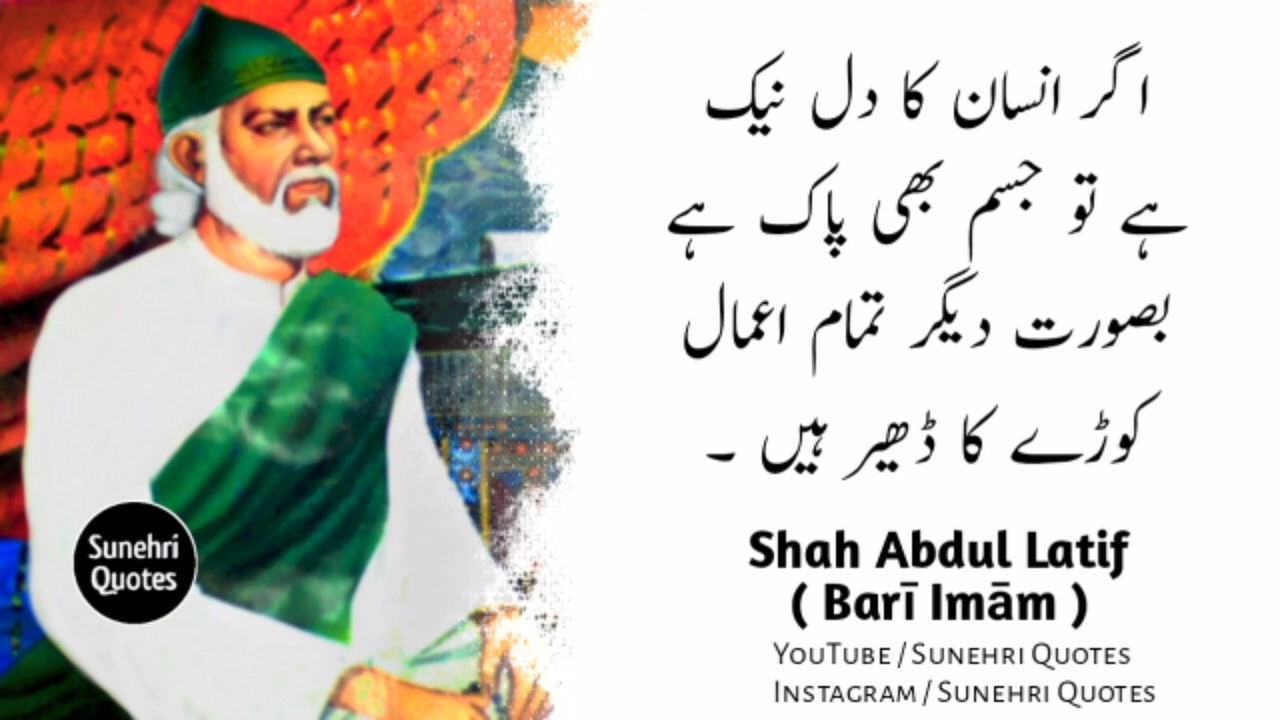 اگر انسان کا دل نیک
ہے تو جسم بھی پاک ہے
بصورت دیگر تمام اعمال
کوڑے کا ڈھیر ہیں ۔
Shah Abdul Latif
( Barī Imām )
YouTube / Sunehri Quotes
Instagram / Sunehri Quotes
Sunehri
Quotes